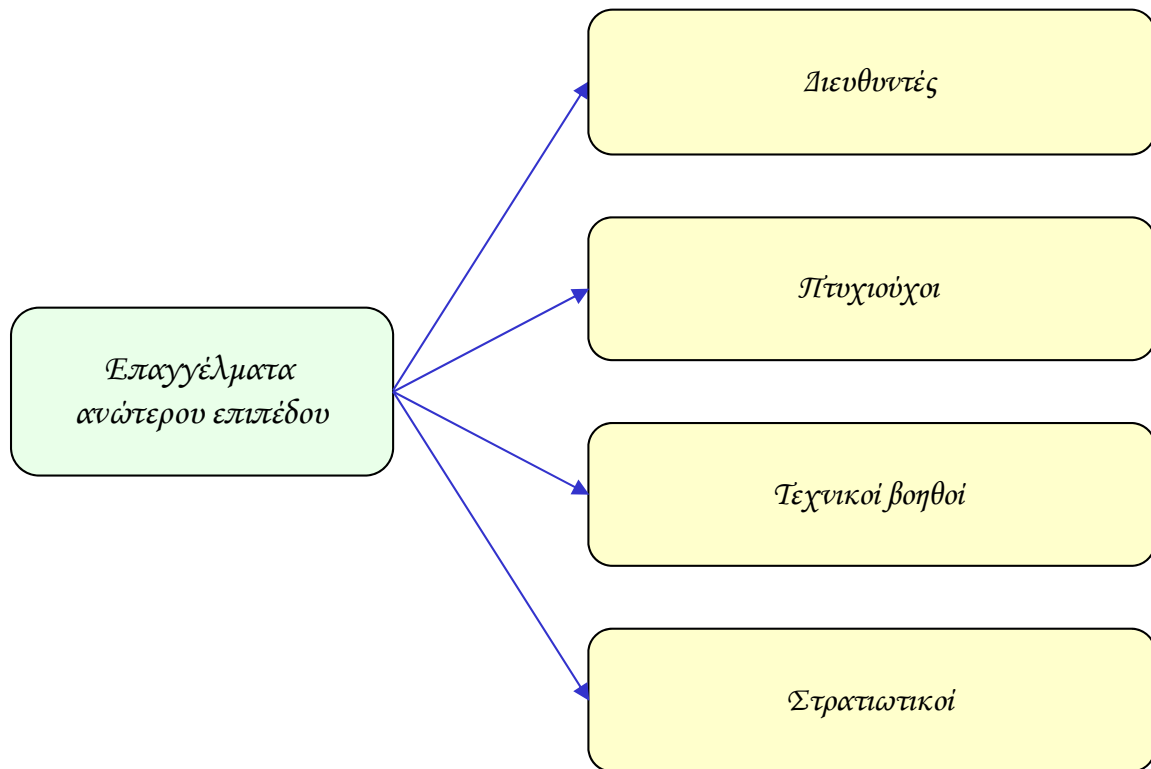 Διευθυντές
Πτυχιούχοι
Επαγγέλματα
ανώτερου επιπέδου
Τεχνικοί βοηθοί
Στρατιωτικοί